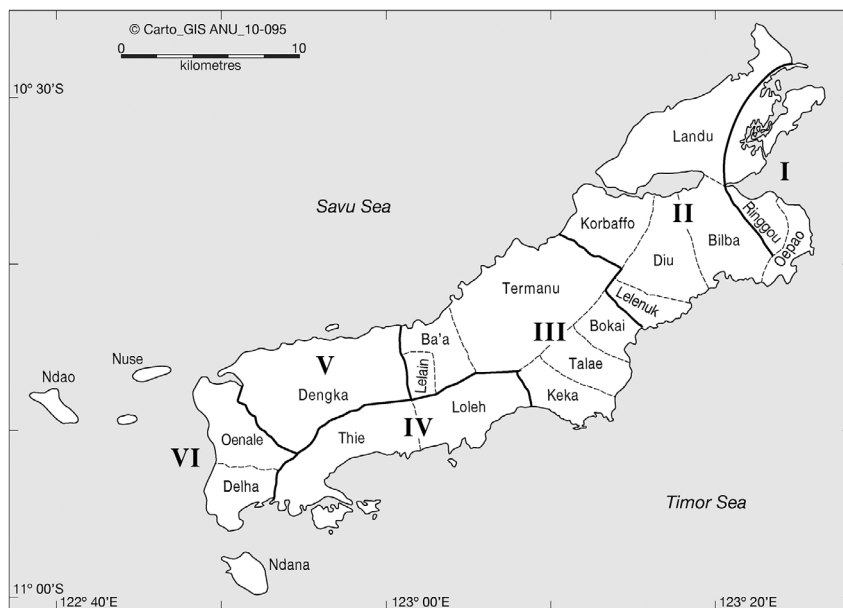 © Carto_GIS ANU_10-095
0 10
kilometres
10° 30'S
Landu
I
Savu Sea
Korbaffo
II
Ringgou
Bilba
Oepao
Diu
Termanu
Lelenuk
Bokai
III
Ba'a
Talae
Nuse
V
Lelain
Ndao
Dengka
Keka
Loleh
IV
Thie
Oenale
VI
Delha
Timor Sea
Ndana
11° 00'S
122° 40'E
123° 00'E
123° 20'E